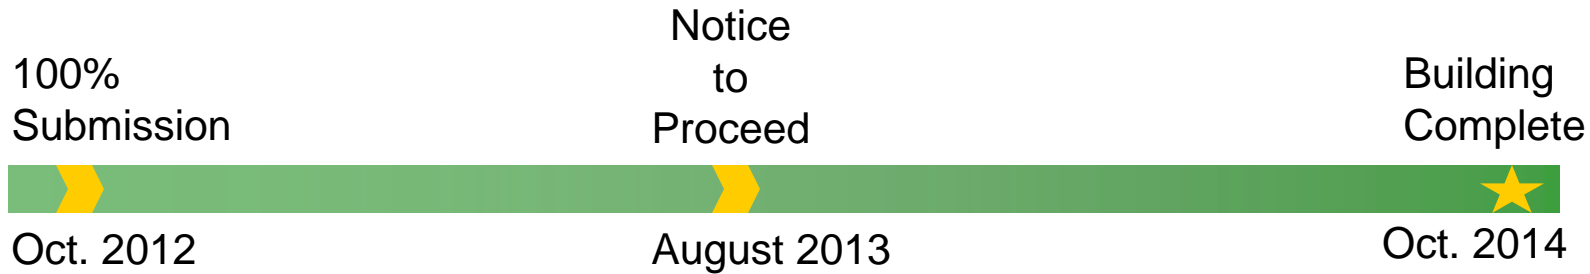 100%
Submission
Notice
to
Proceed
Building
Complete
Oct. 2012
August 2013
Oct. 2014